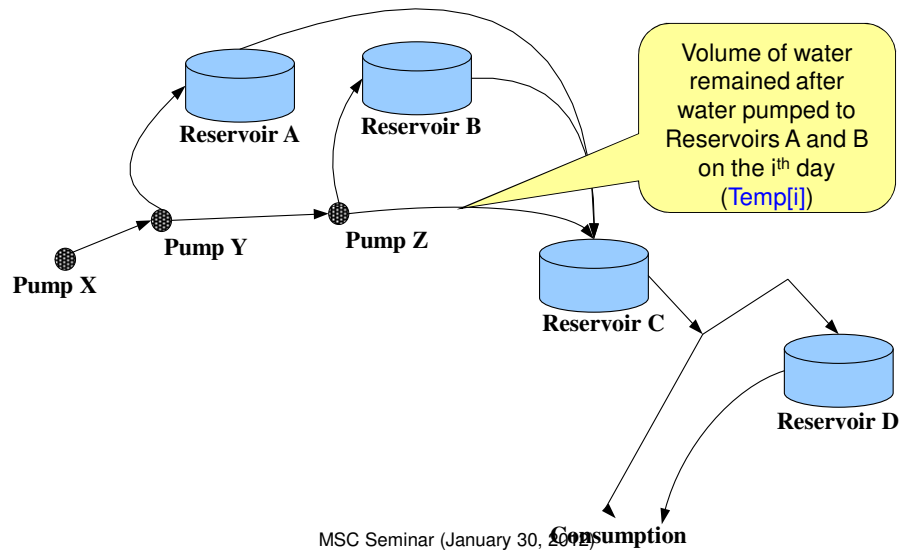 Volume of water
remained after
water pumped to
Reservoirs A and B
on the ith day
(Temp[i])
Reservoir A
Reservoir B
Pump X
Pump Y
Pump Z
Reservoir C
Reservoir D
Consumption
MSC Seminar (January 30, 2012)